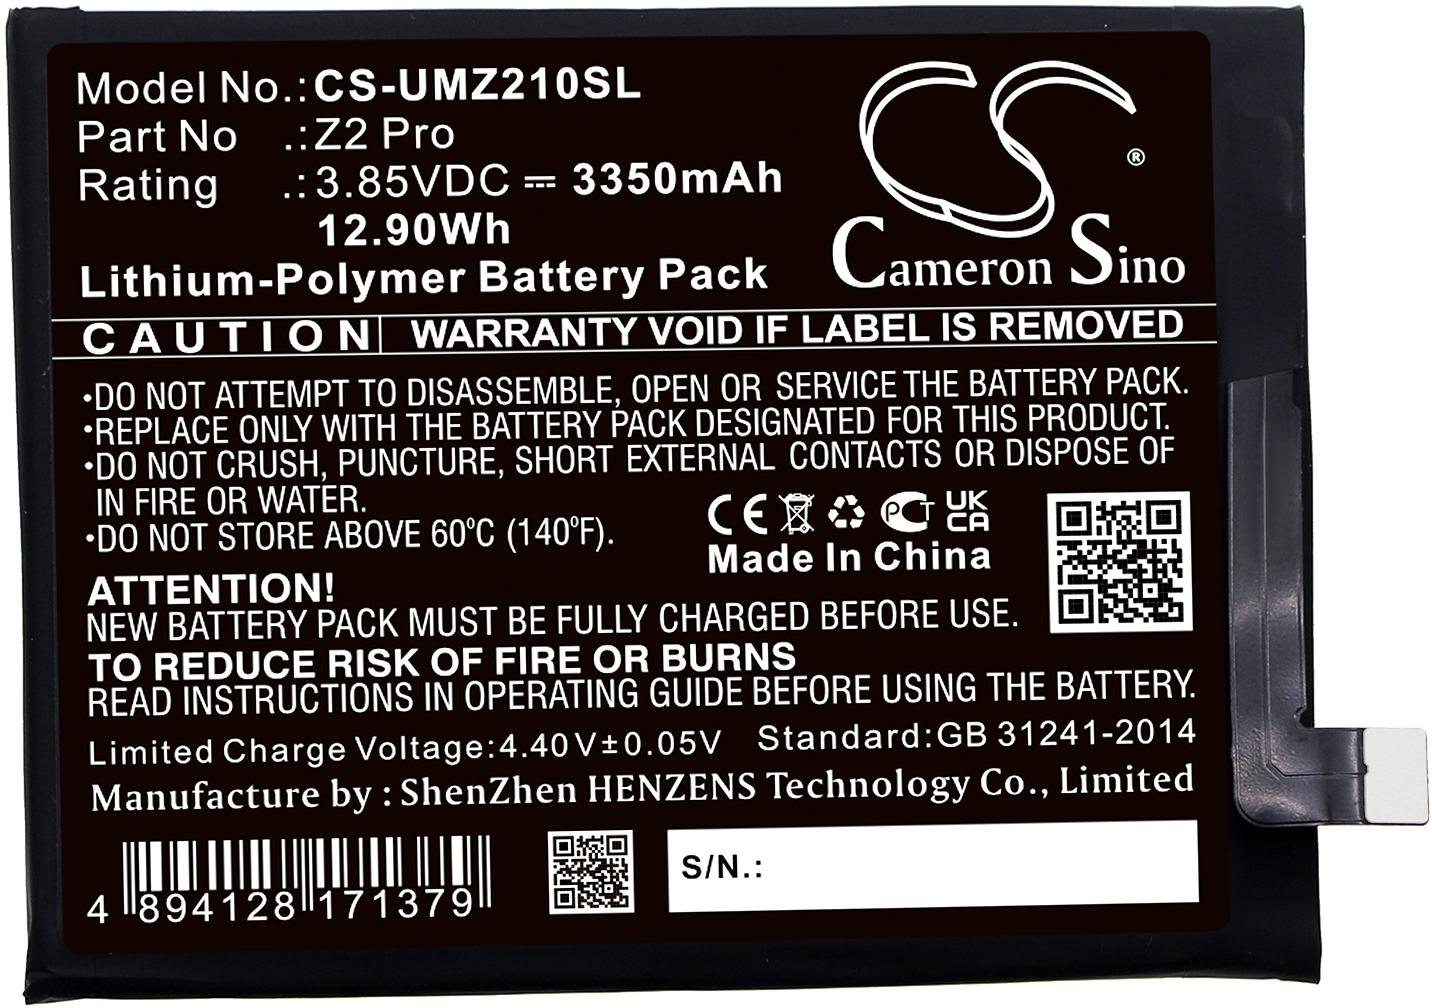 Model No.:CS-UMZ210SL
Part No .:Z2 Pro
Rating .:3.85VDC ⎓ 3350mAh
12.90Wh
Lithium-Polymer Battery Pack
CS®
Cameron Sino
CAUTION| WARRANTY VOID IF LABEL IS REMOVED
•DO NOT ATTEMPT TO DISASSEMBLE, OPEN OR SERVICE THE BATTERY PACK.
•REPLACE ONLY WITH THE BATTERY PACK DESIGNATED FOR THIS PRODUCT.
•DO NOT CRUSH, PUNCTURE, SHORT EXTERNAL CONTACTS OR DISPOSE OF
IN FIRE OR WATER.
•DO NOT STORE ABOVE 60°C (140°F).
CE PCT UK
CA
Made In China
ATTENTION!
NEW BATTERY PACK MUST BE FULLY CHARGED BEFORE USE.
TO REDUCE RISK OF FIRE OR BURNS
READ INSTRUCTIONS IN OPERATING GUIDE BEFORE USING THE BATTERY.
Limited Charge Voltage:4.40V±0.05V Standard:GB 31241-2014
Manufacture by : ShenZhen HENZENS Technology Co., Limited
4 894128 171379
S/N.: